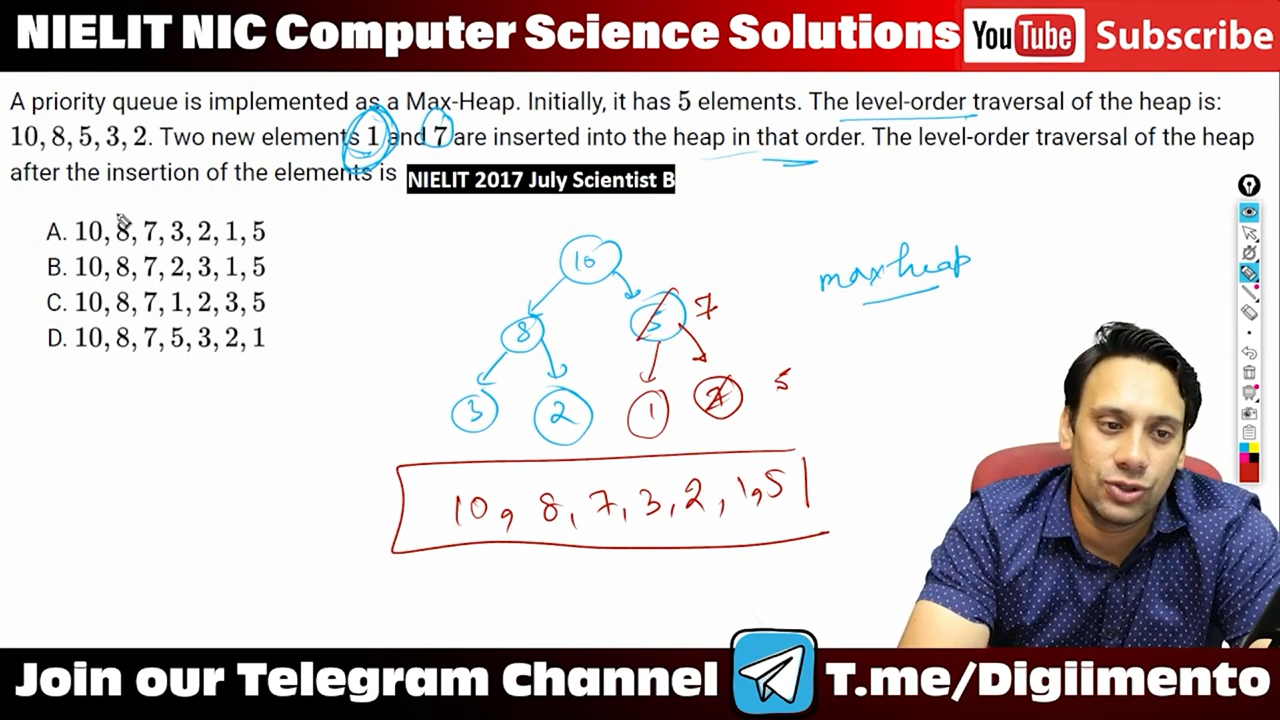 NIELIT NIC Computer Science Solutions YouTube Subscribe
A priority queue is implemented as a Max-Heap. Initially, it has 5 elements. The level-order traversal of the heap is:
10, 8, 5, 3, 2. Two new elements 1 and 7 are inserted into the heap in that order. The level-order traversal of the heap
after the insertion of the elements is NIELIT 2017 July Scientist B
A. 10, 8, 7, 3, 2, 1, 5
B. 10, 8, 7, 2, 3, 1, 5
C. 10, 8, 7, 1, 2, 3, 5
D. 10, 8, 7, 5, 3, 2, 1
10
max heap
8 5 7
3 2 1 7 5
10, 8, 7, 3, 2, 1, 5
Join our Telegram Channel T.me/Digiimento